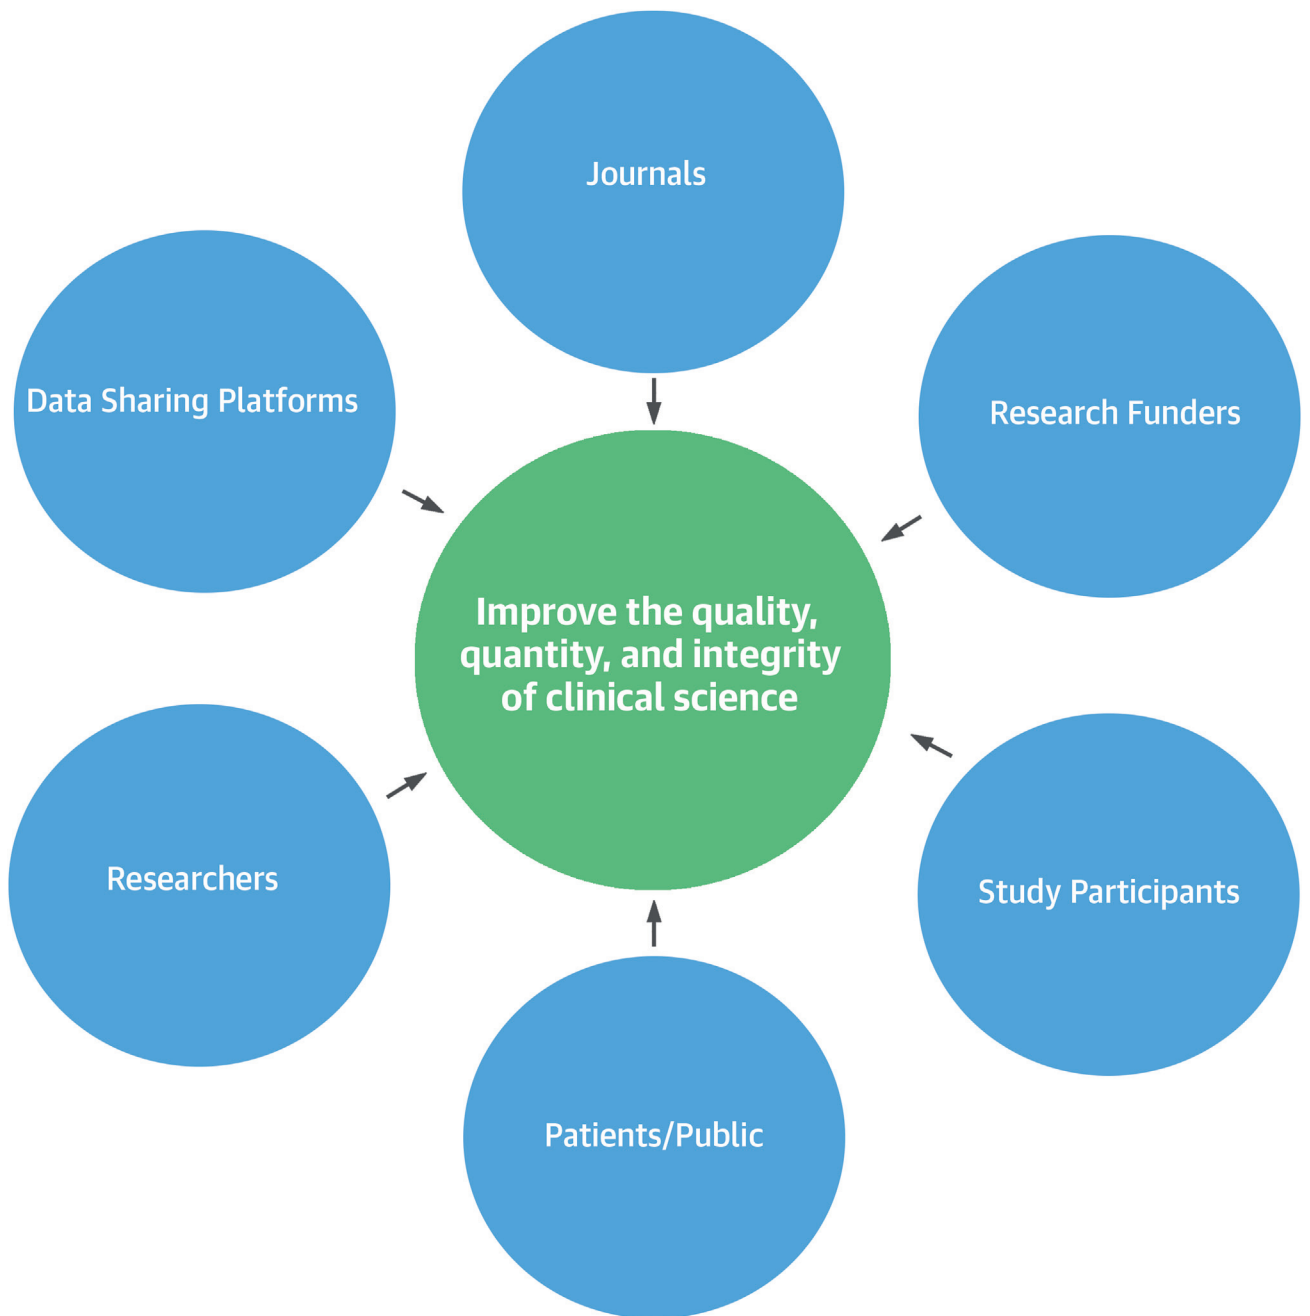 Journals
Data Sharing Platforms
Research Funders
Improve the quality,
quantity, and integrity
of clinical science
Researchers
Study Participants
Patients/Public